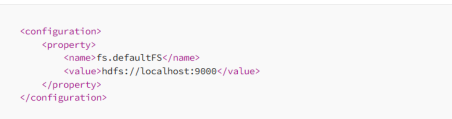 <configuration>
    <property>
        <name>fs.defaultFS</name>
        <value>hdfs://localhost:9000</value>
    </property>
</configuration>